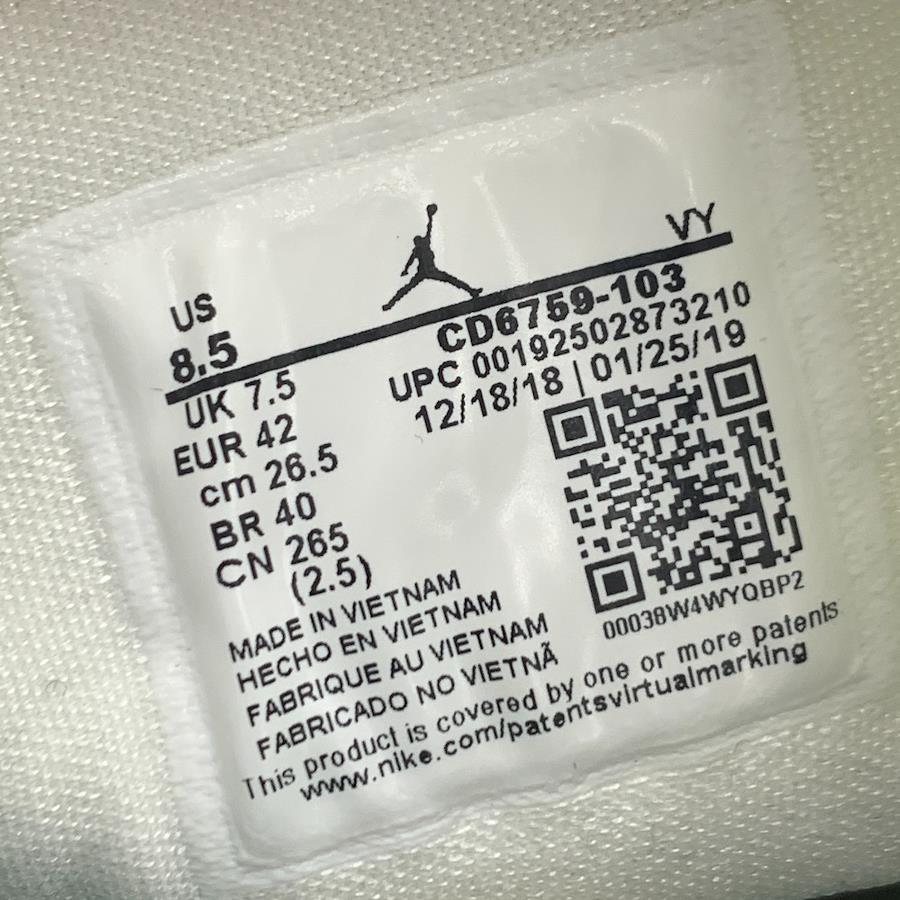 US
8.5
VY
CD6759-103
UPC 00192502873210
12/18/18 | 01/25/19
UK 7.5
EUR 42
cm 26.5
BR 40
CN 265
(2.5)
00038W4WYQBP2
MADE IN VIETNAM
HECHO EN VIETNAM
FABRIQUE AU VIETNAM
FABRICADO NO VIETNÃ
This product is covered by one or more patents
www.nike.com/patentsvirtualmarking